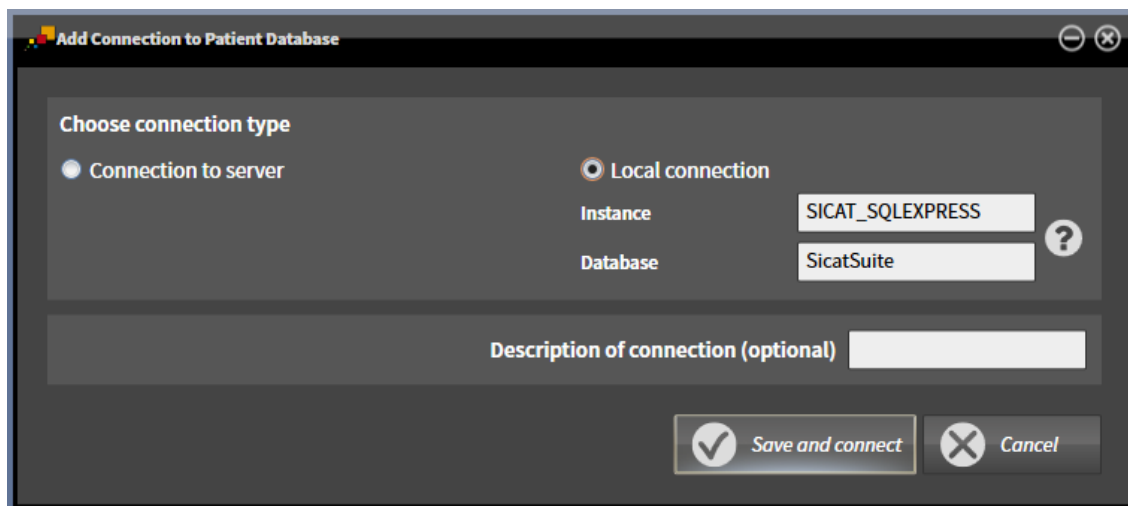 Add Connection to Patient Database
Choose connection type
Connection to server
Local connection
Instance
SICAT_SQLEXPRESS
?
Database
SicatSuite
Description of connection (optional)
Save and connect
Cancel